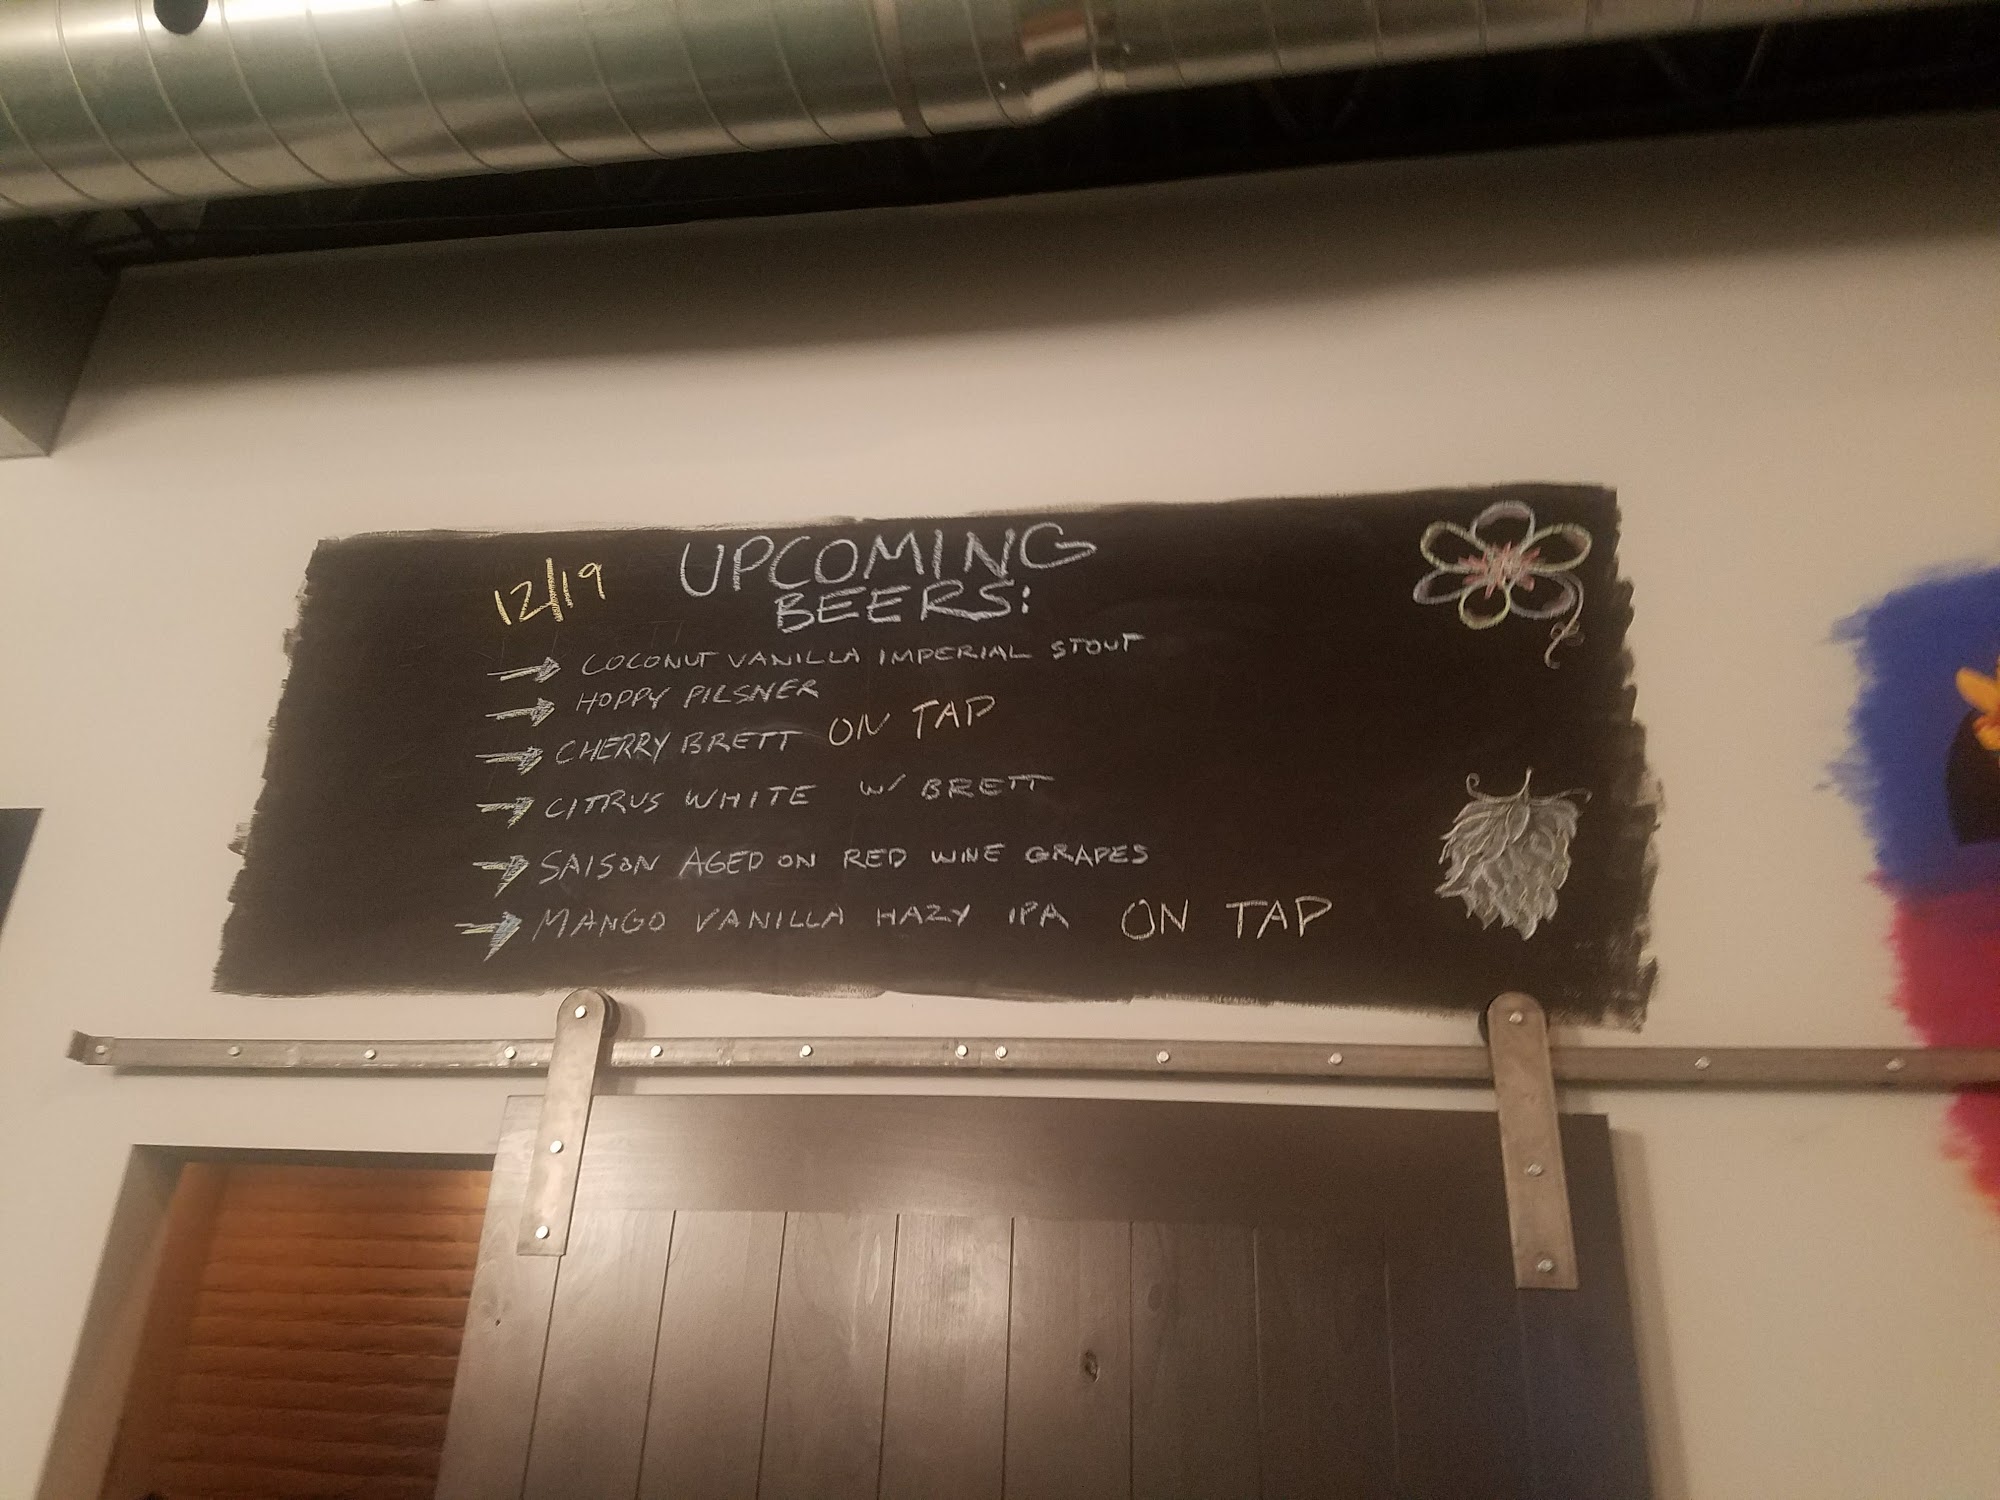 12/19 UPCOMING
BEERS:
COCONUT VANILLA IMPERIAL STOUT
HOPPY PILSNER
CHERRY BRETT ON TAP
CITRUS WHITE W/ BRETT
SAISON AGED ON RED WINE GRAPES
MANGO VANILLA HAZY IPA ON TAP